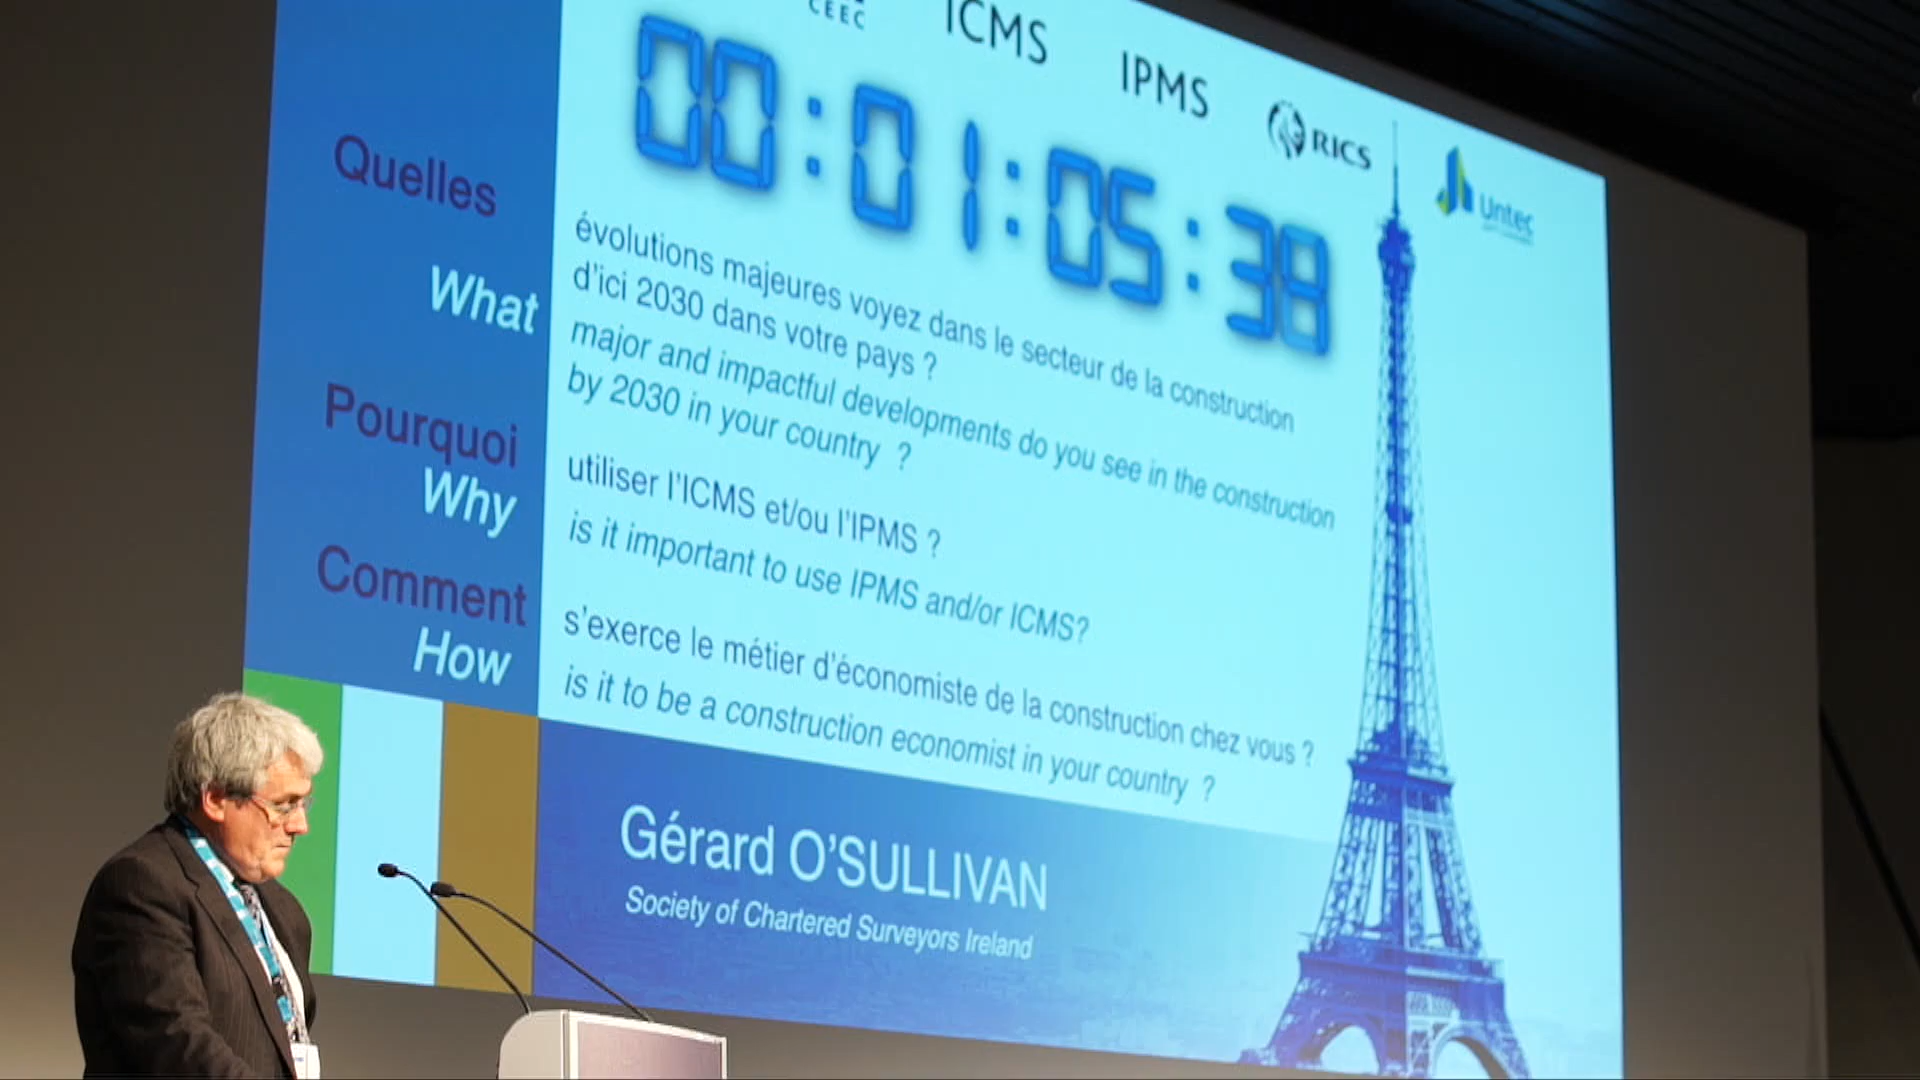 CEEC
ICMS
IPMS
RICS
Untec
00:01:05:38
Quelles
évolutions majeures voyez dans le secteur de la construction
d'ici 2030 dans votre pays ?
What
major and impactful developments do you see in the construction
by 2030 in your country ?
Pourquoi
utiliser l'ICMS et/ou l'IPMS ?
Why
is it important to use IPMS and/or ICMS?
Comment
s'exerce le métier d'économiste de la construction chez vous ?
How
is it to be a construction economist in your country ?
Gérard O'SULLIVAN
Society of Chartered Surveyors Ireland